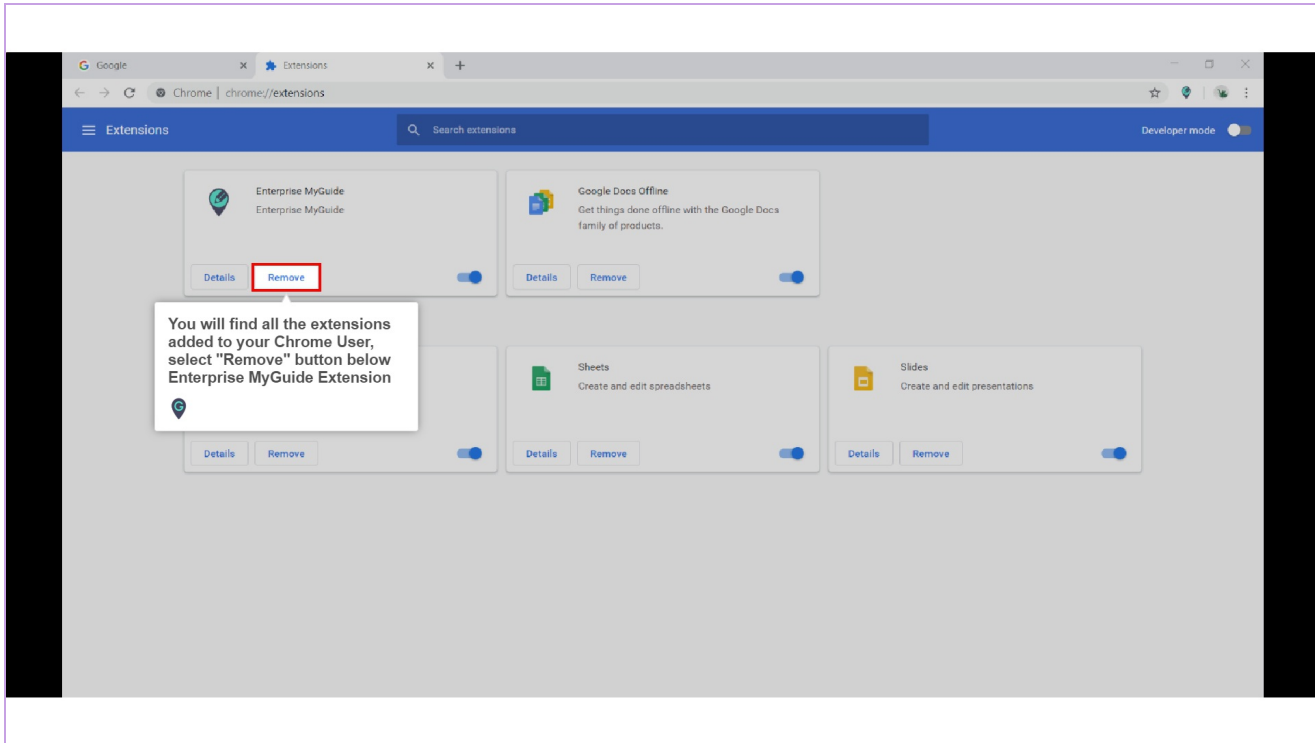 Google
Extensions
Chrome | chrome://extensions
Extensions
Search extensions
Developer mode
Enterprise MyGuide
Enterprise MyGuide
Details
Remove
Google Docs Offline
Get things done offline with the Google Docs
family of products.
Details
Remove
You will find all the extensions
added to your Chrome User,
select "Remove" button below
Enterprise MyGuide Extension
G
Details
Remove
Sheets
Create and edit spreadsheets
Details
Remove
Slides
Create and edit presentations
Details
Remove